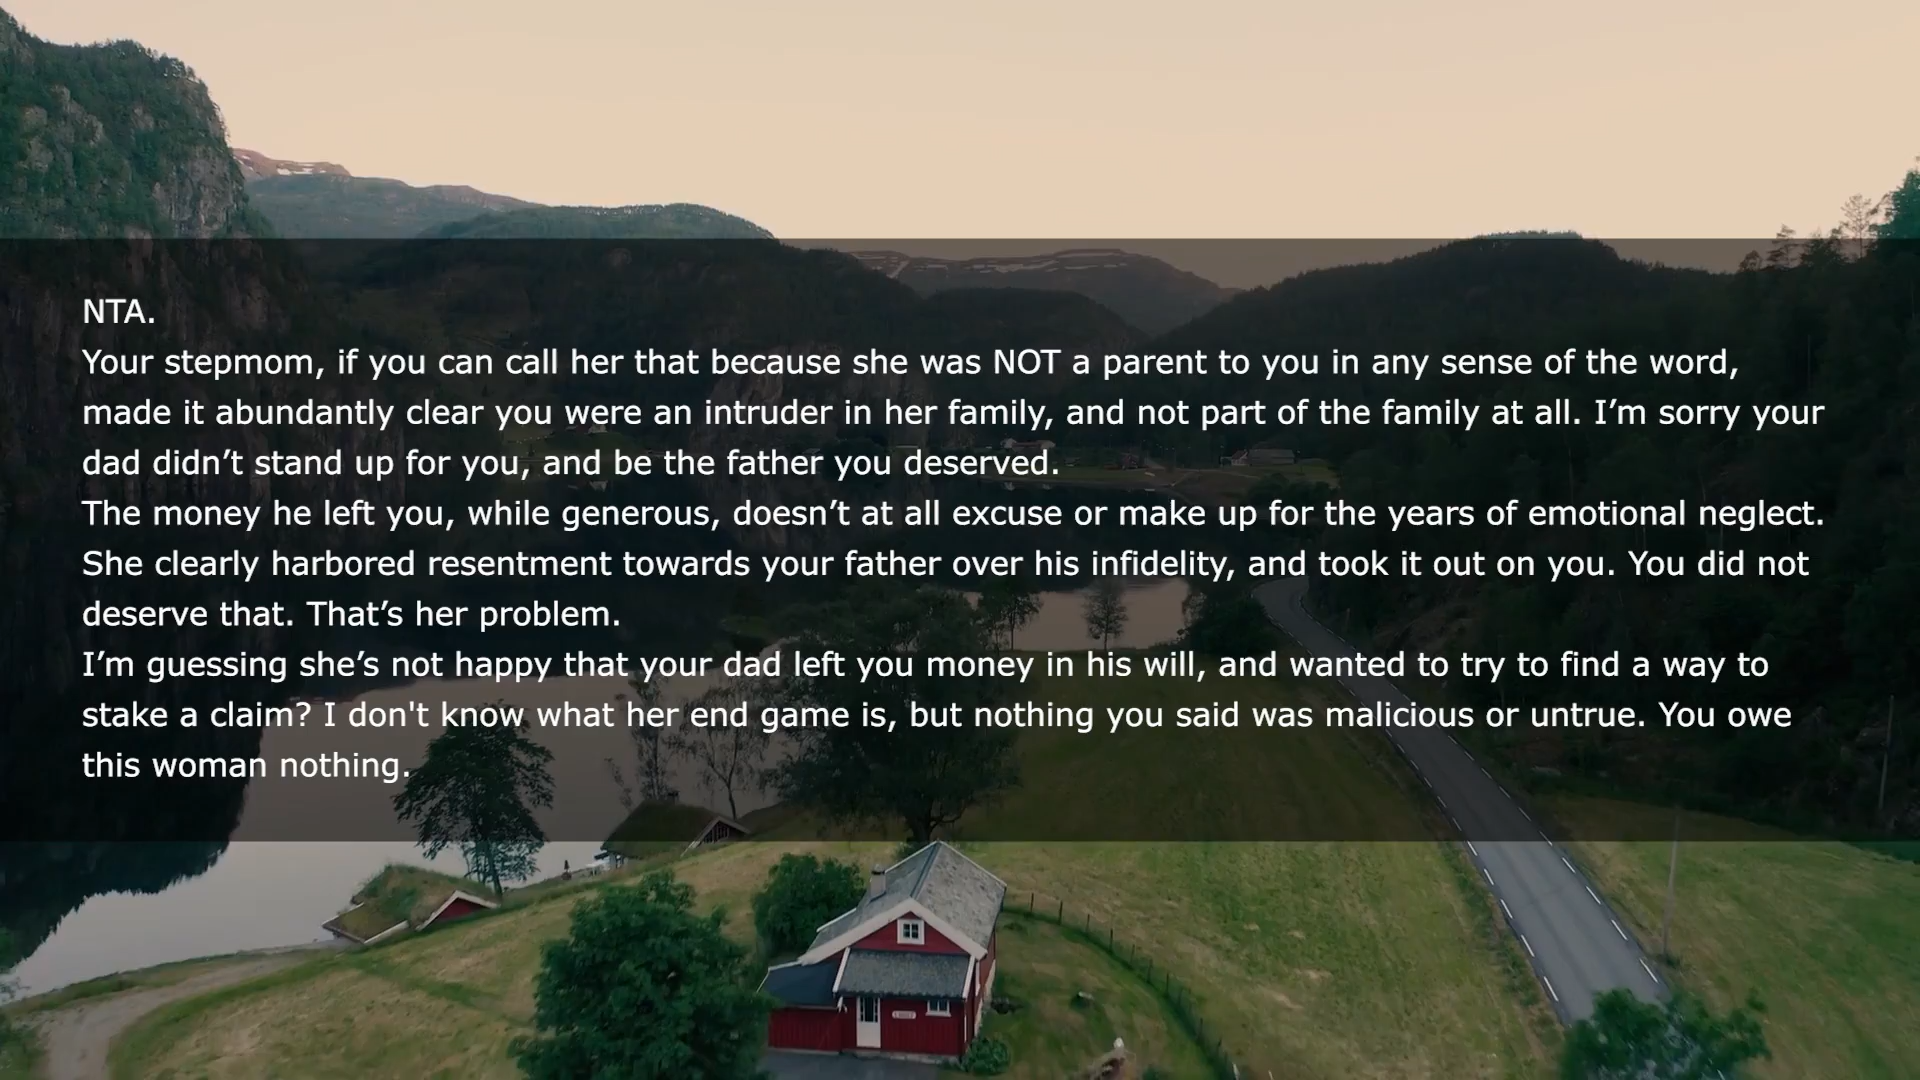 NTA.
Your stepmom, if you can call her that because she was NOT a parent to you in any sense of the word,
made it abundantly clear you were an intruder in her family, and not part of the family at all. I’m sorry your
dad didn’t stand up for you, and be the father you deserved.
The money he left you, while generous, doesn’t at all excuse or make up for the years of emotional neglect.
She clearly harbored resentment towards your father over his infidelity, and took it out on you. You did not
deserve that. That’s her problem.
I’m guessing she’s not happy that your dad left you money in his will, and wanted to try to find a way to
stake a claim? I don't know what her end game is, but nothing you said was malicious or untrue. You owe
this woman nothing.